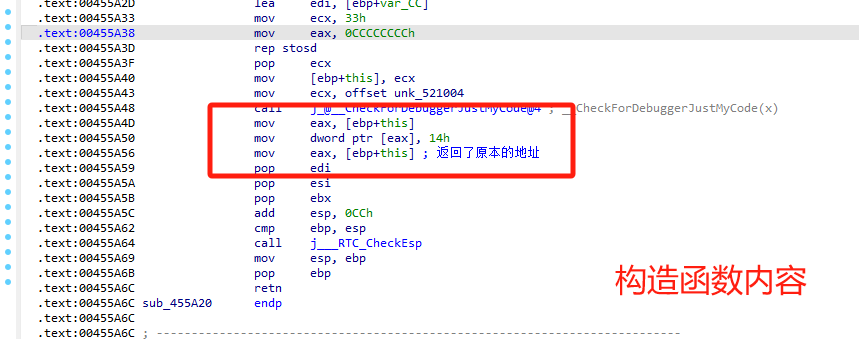 .text:00455A2D lea edi, [ebp+var_CC]
.text:00455A33 mov ecx, 33h
.text:00455A38 mov eax, 0CCCCCCCCh
.text:00455A3D rep stosd
.text:00455A3F pop ecx
.text:00455A40 mov [ebp+this], ecx
.text:00455A43 mov ecx, offset unk_521004
.text:00455A48 call j_@__CheckForDebuggerJustMyCode@4 ; __CheckForDebuggerJustMyCode(x)
.text:00455A4D mov eax, [ebp+this]
.text:00455A50 mov dword ptr [eax], 14h
.text:00455A56 mov eax, [ebp+this] ; 返回了原本的地址
.text:00455A59 pop edi
.text:00455A5A pop esi
.text:00455A5B pop ebx
.text:00455A5C add esp, 0CCh
.text:00455A62 cmp ebp, esp
.text:00455A64 call j___RTC_CheckEsp
.text:00455A69 mov esp, ebp
.text:00455A6B pop ebp
.text:00455A6C retn
.text:00455A6C sub_455A20 endp
.text:00455A6C
.text:00455A6C ; ---------------------------------------------------------------------------
构造函数内容